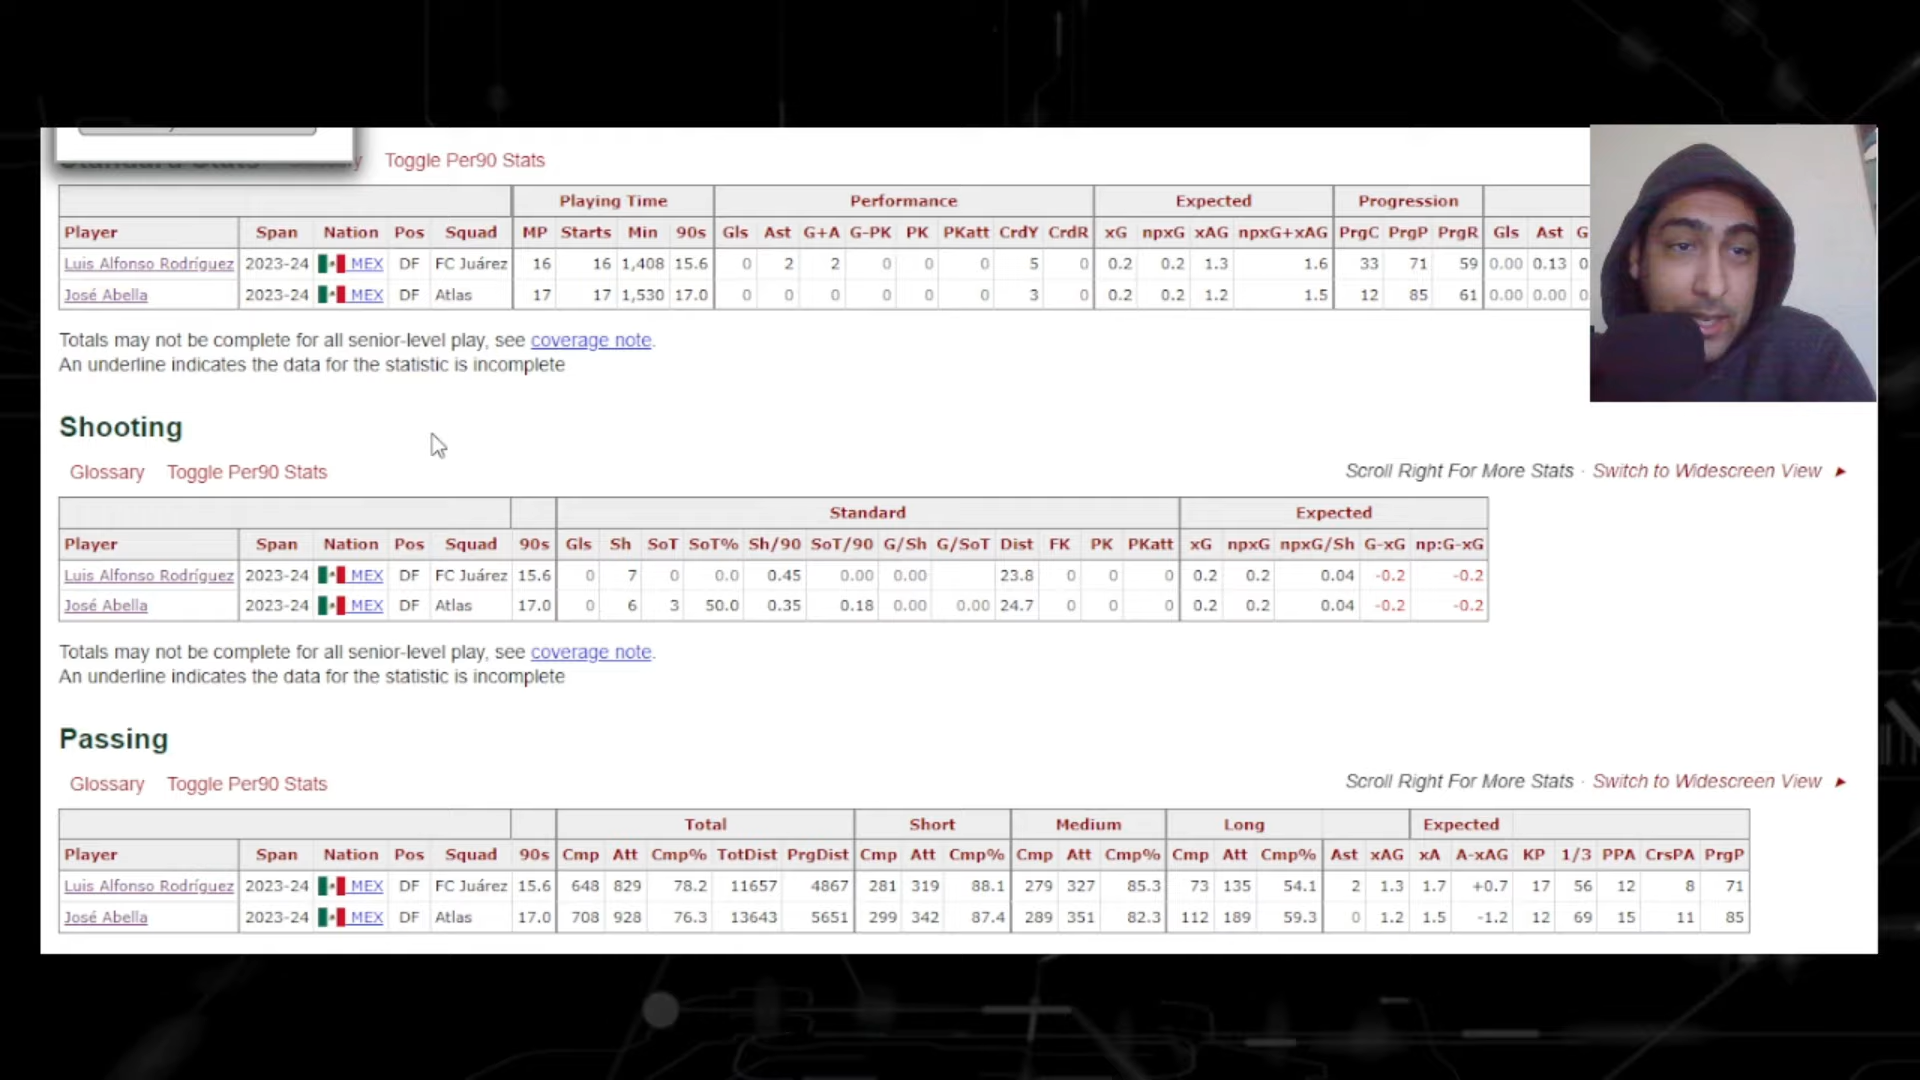 Toggle Per90 Stats
Playing Time Performance Expected Progression
Player Span Nation Pos Squad MP Starts Min 90s Gls Ast G+A G-PK PK PKatt CrdY CrdR xG npxG xAG npxG+xAG PrgC PrgP PrgR Gls Ast G
Luis Alfonso Rodríguez 2023-24 MEX DF FC Juárez 16 16 1,408 15.6 0 2 2 0 0 0 5 0 0.2 0.2 1.3 1.6 33 71 59 0.00 0.13 0
José Abella 2023-24 MEX DF Atlas 17 17 1,530 17.0 0 0 0 0 0 0 3 0 0.2 0.2 1.2 1.5 12 85 61 0.00 0.00 0
Totals may not be complete for all senior-level play, see coverage note.
An underline indicates the data for the statistic is incomplete
Shooting
Glossary Toggle Per90 Stats Scroll Right For More Stats · Switch to Widescreen View ►
Standard Expected
Player Span Nation Pos Squad 90s Gls Sh SoT SoT% Sh/90 SoT/90 G/Sh G/SoT Dist FK PK PKatt xG npxG npxG/Sh G-xG np:G-xG
Luis Alfonso Rodríguez 2023-24 MEX DF FC Juárez 15.6 0 7 0 0.0 0.45 0.00 0.00 23.8 0 0 0 0.2 0.2 0.04 -0.2 -0.2
José Abella 2023-24 MEX DF Atlas 17.0 0 6 3 50.0 0.35 0.18 0.00 0.00 24.7 0 0 0 0.2 0.2 0.04 -0.2 -0.2
Totals may not be complete for all senior-level play, see coverage note.
An underline indicates the data for the statistic is incomplete
Passing
Glossary Toggle Per90 Stats Scroll Right For More Stats · Switch to Widescreen View ►
Total Short Medium Long Expected
Player Span Nation Pos Squad 90s Cmp Att Cmp% TotDist PrgDist Cmp Att Cmp% Cmp Att Cmp% Cmp Att Cmp% Ast xAG xA A-xAG KP 1/3 PPA CrsPA PrgP
Luis Alfonso Rodríguez 2023-24 MEX DF FC Juárez 15.6 648 829 78.2 11657 4867 281 319 88.1 279 327 85.3 73 135 54.1 2 1.3 1.7 +0.7 17 56 12 8 71
José Abella 2023-24 MEX DF Atlas 17.0 708 928 76.3 13643 5651 299 342 87.4 289 351 82.3 112 189 59.3 0 1.2 1.5 -1.2 12 69 15 11 85